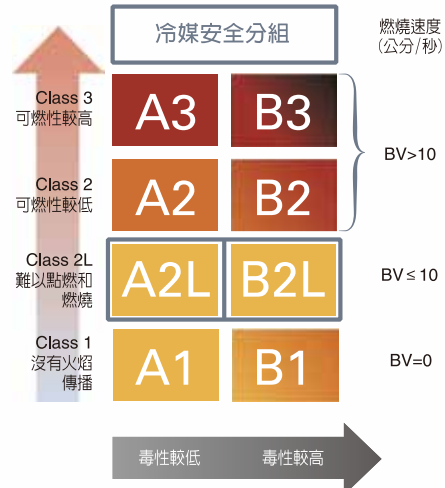 冷媒安全分組
燃燒速度
(公分/秒)
Class 3
可燃性較高
A3
B3
BV>10
Class 2
可燃性較低
A2
B2
Class 2L
難以點燃和
燃燒
A2L
B2L
BV≤10
Class 1
沒有火焰
傳播
A1
B1
BV=0
毒性較低
毒性較高